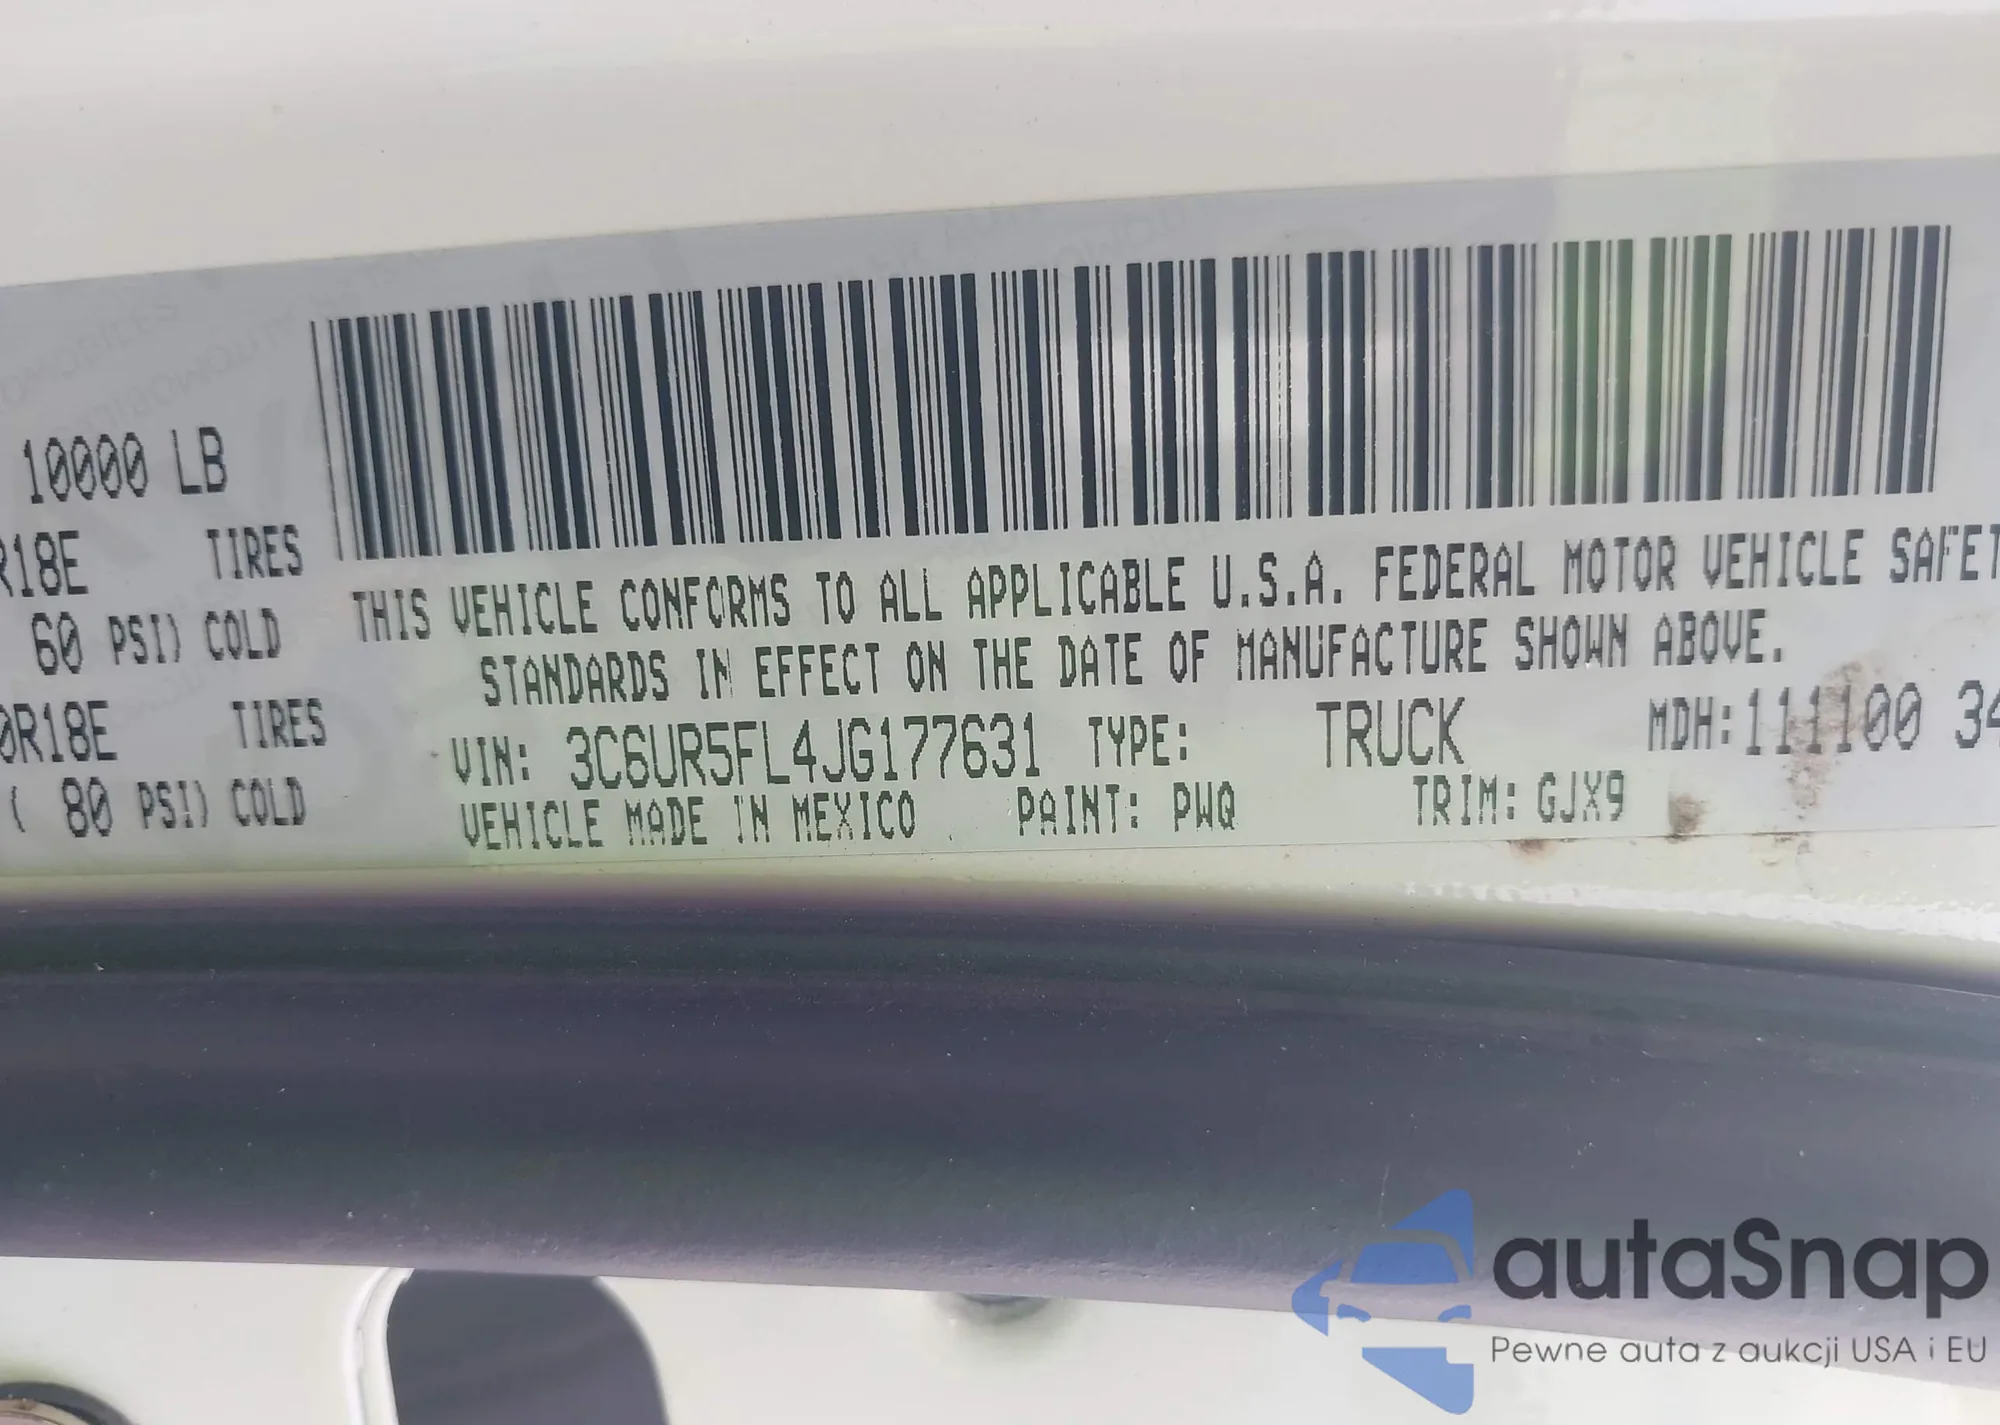 10000 LB
R18E TIRES
60 PSI) COLD
0R18E TIRES
( 80 PSI) COLD
THIS VEHICLE CONFORMS TO ALL APPLICABLE U.S.A. FEDERAL MOTOR VEHICLE SAFET
STANDARDS IN EFFECT ON THE DATE OF MANUFACTURE SHOWN ABOVE.
VIN: 3C6UR5FL4JG177631 TYPE: TRUCK MDH:111100 34
VEHICLE MADE IN MEXICO PAINT: PWQ TRIM: GJX9
autaSnap
Pewne auta z aukcji USA i EU